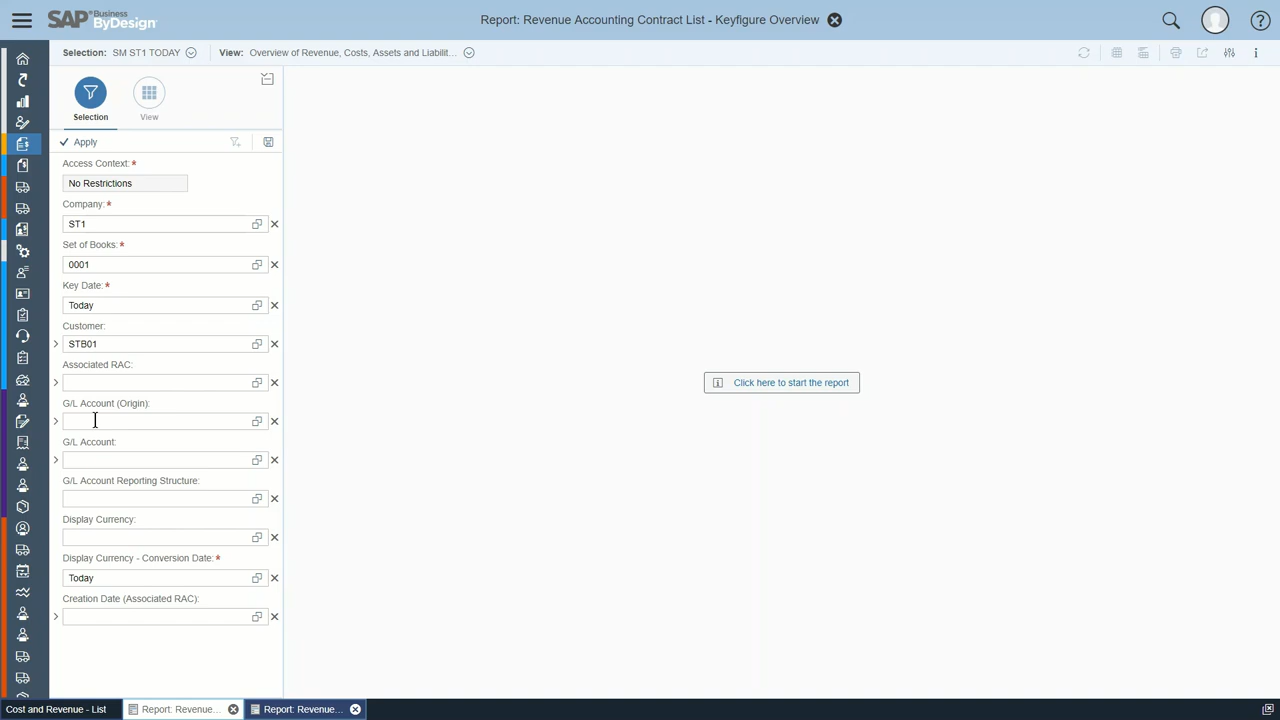 SAP Business ByDesign
Report: Revenue Accounting Contract List - Keyfigure Overview
Selection: SM ST1 TODAY
View: Overview of Revenue, Costs, Assets and Liabilit...
Selection
View
Apply
Access Context: *
No Restrictions
Company: *
ST1
Set of Books: *
0001
Key Date: *
Today
Customer:
STB01
Associated RAC:
G/L Account (Origin):
G/L Account:
G/L Account Reporting Structure:
Display Currency:
Display Currency - Conversion Date: *
Today
Creation Date (Associated RAC):
Click here to start the report
Cost and Revenue - List
Report: Revenue...
Report: Revenue...